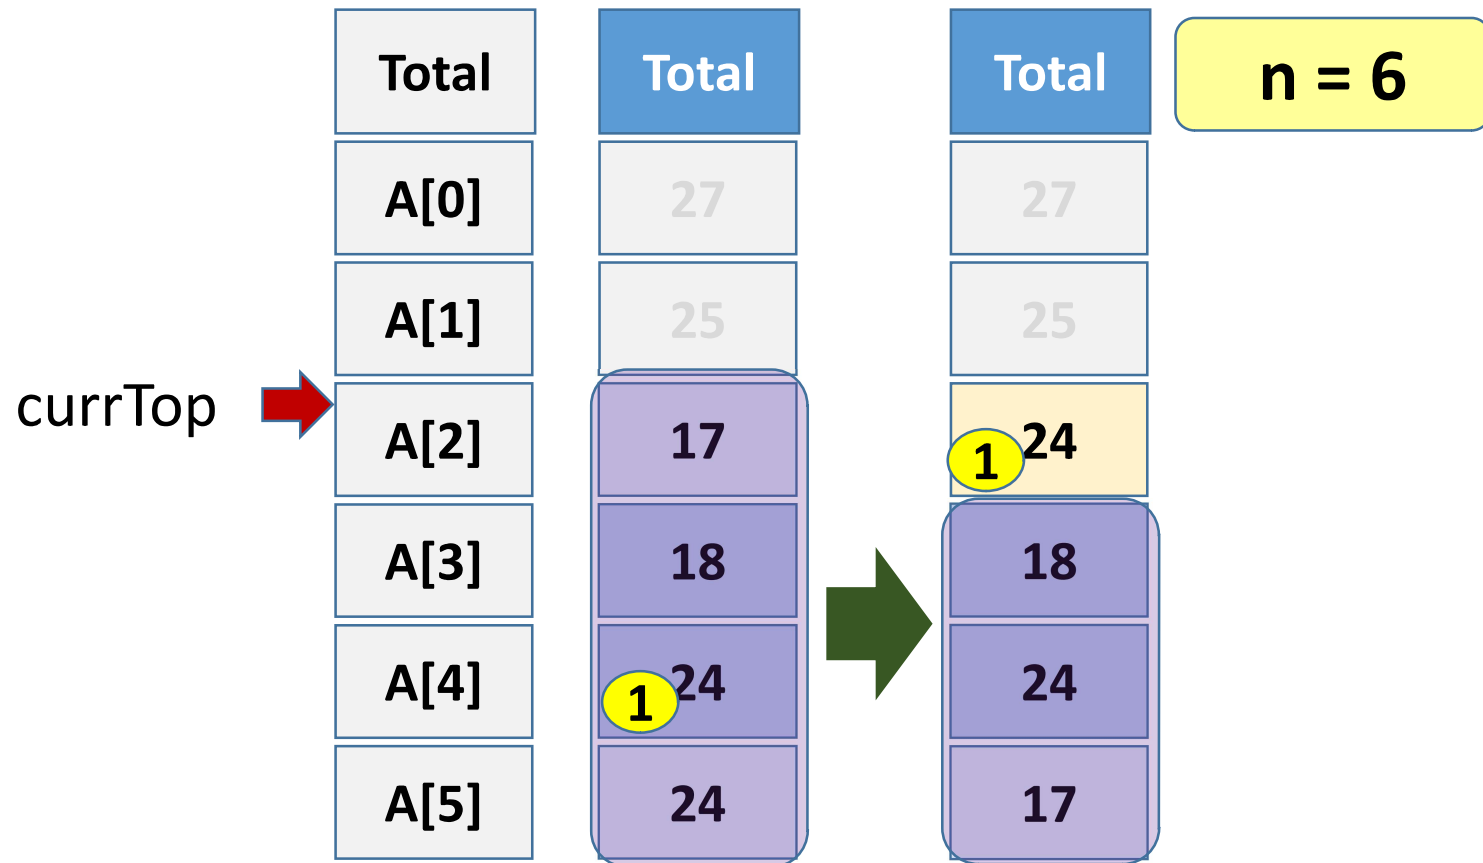 Total Total Total n = 6
A[0] 27 27
A[1] 25 25
currTop A[2] 17 1 24
A[3] 18 18
A[4] 1 24 24
A[5] 24 17